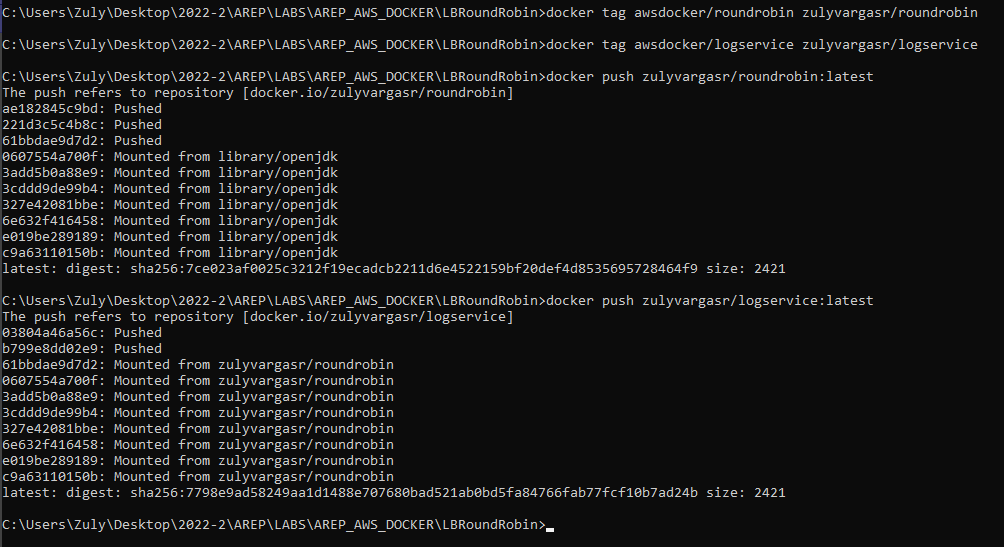 C:\Users\Zuly\Desktop\2022-2\AREP\LABS\AREP_AWS_DOCKER\LBRoundRobin>docker tag awsdocker/roundrobin zulyvargasr/roundrobin
C:\Users\Zuly\Desktop\2022-2\AREP\LABS\AREP_AWS_DOCKER\LBRoundRobin>docker tag awsdocker/logservice zulyvargasr/logservice
C:\Users\Zuly\Desktop\2022-2\AREP\LABS\AREP_AWS_DOCKER\LBRoundRobin>docker push zulyvargasr/roundrobin:latest
The push refers to repository [docker.io/zulyvargasr/roundrobin]
ae182845c9bd: Pushed
221d3c5c4b8c: Pushed
61bbdae9d7d2: Pushed
0607554a700f: Mounted from library/openjdk
3add5b0a88e9: Mounted from library/openjdk
3cddd9de99b4: Mounted from library/openjdk
327e42081bbe: Mounted from library/openjdk
6e632f416458: Mounted from library/openjdk
e019be289189: Mounted from library/openjdk
c9a63110150b: Mounted from library/openjdk
latest: digest: sha256:7ce023af0025c3212f19ecadcb2211d6e4522159bf20def4d8535695728464f9 size: 2421
C:\Users\Zuly\Desktop\2022-2\AREP\LABS\AREP_AWS_DOCKER\LBRoundRobin>docker push zulyvargasr/logservice:latest
The push refers to repository [docker.io/zulyvargasr/logservice]
03804a46a56c: Pushed
b799e8dd02e9: Pushed
61bbdae9d7d2: Mounted from zulyvargasr/roundrobin
0607554a700f: Mounted from zulyvargasr/roundrobin
3add5b0a88e9: Mounted from zulyvargasr/roundrobin
3cddd9de99b4: Mounted from zulyvargasr/roundrobin
327e42081bbe: Mounted from zulyvargasr/roundrobin
6e632f416458: Mounted from zulyvargasr/roundrobin
e019be289189: Mounted from zulyvargasr/roundrobin
c9a63110150b: Mounted from zulyvargasr/roundrobin
latest: digest: sha256:7798e9ad58249aa1d1488e707680bad521ab0bd5fa84766fab77fcf10b7ad24b size: 2421
C:\Users\Zuly\Desktop\2022-2\AREP\LABS\AREP_AWS_DOCKER\LBRoundRobin>